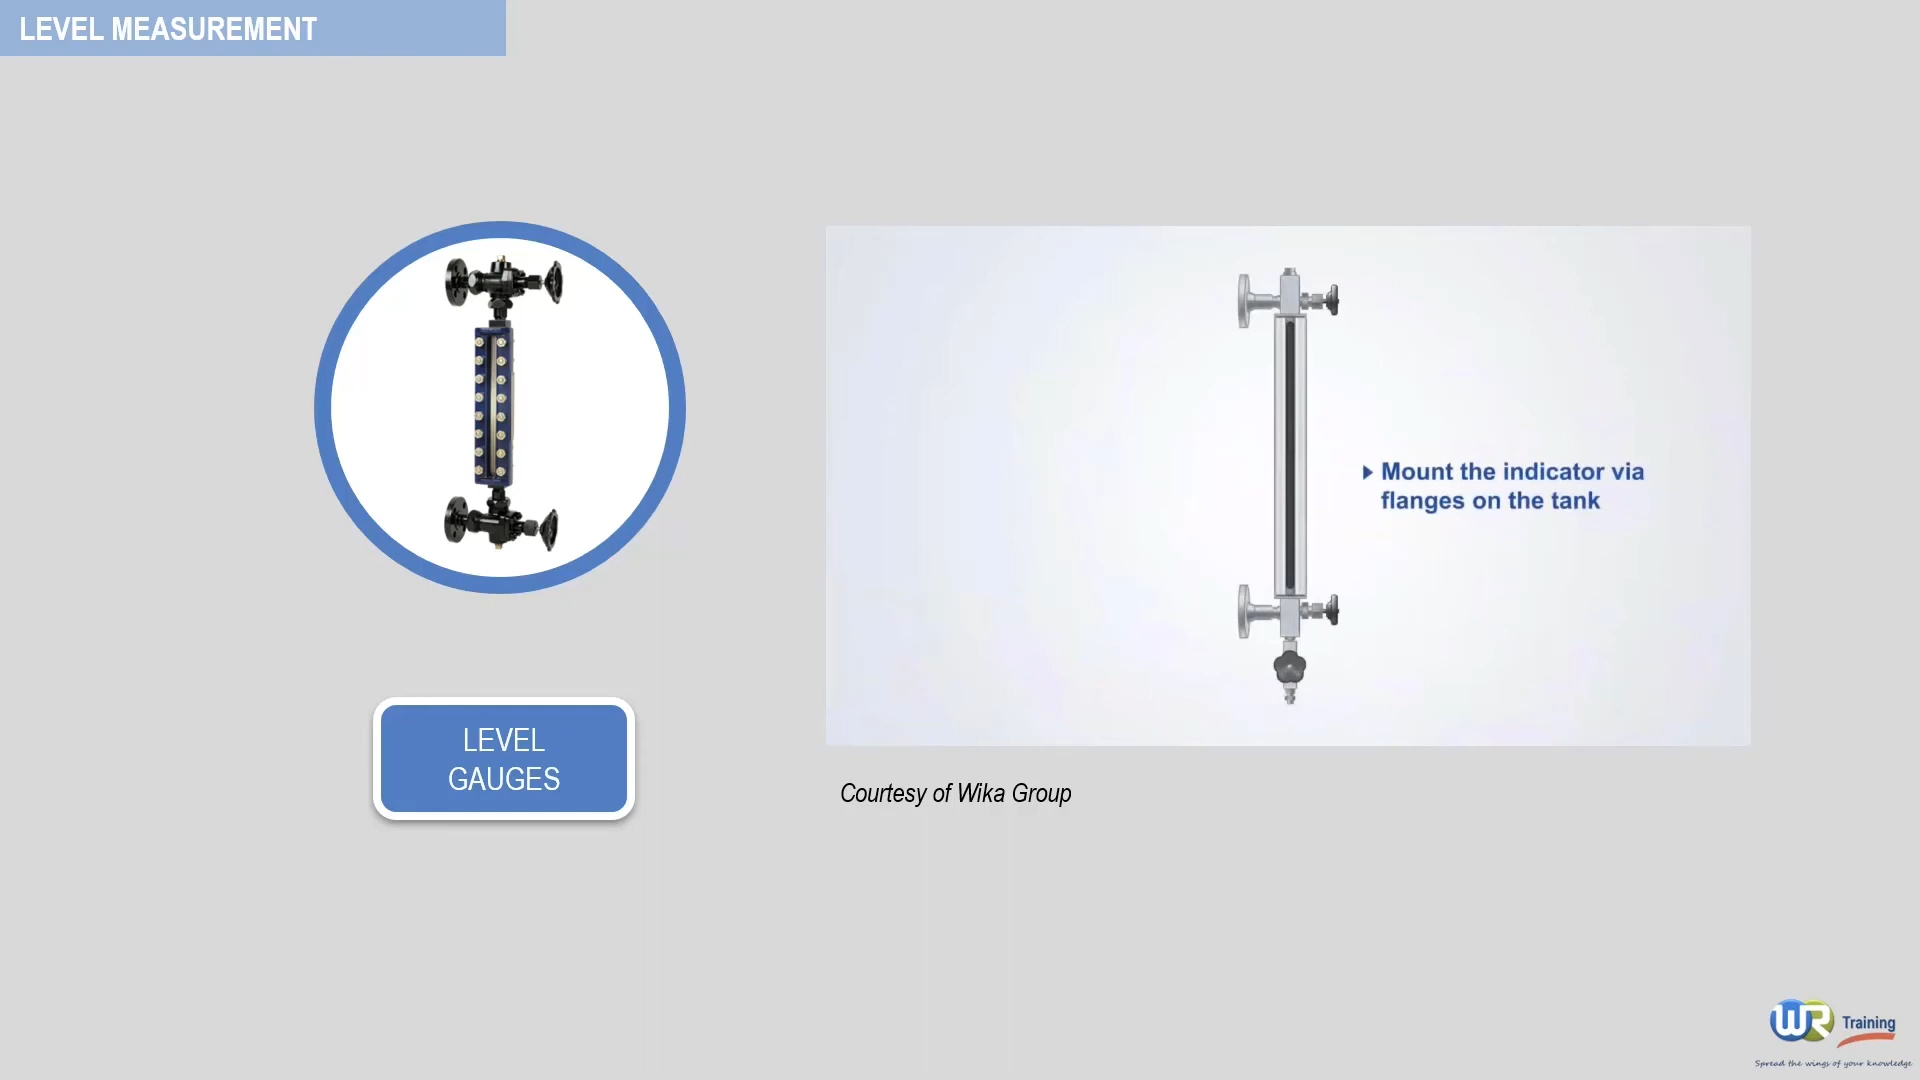 LEVEL MEASUREMENT
Mount the indicator via
flanges on the tank
LEVEL
GAUGES
Courtesy of Wika Group
WR Training
Spread the wings of your knowledge